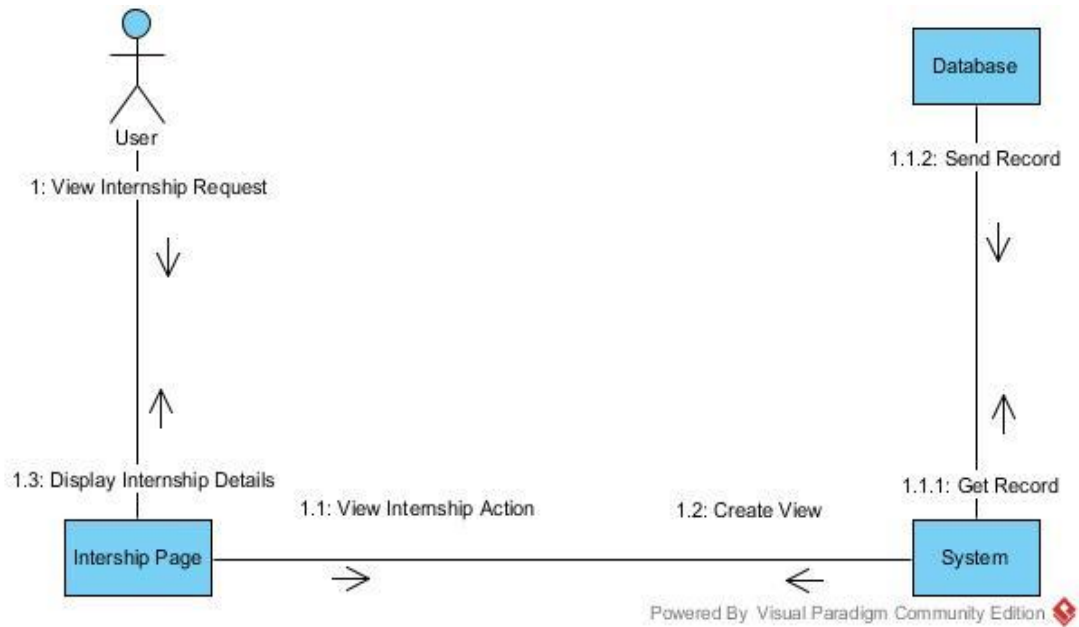 Database
User
1.1.2: Send Record
1: View Internship Request
1.3: Display Internship Details
1.1.1: Get Record
1.1: View Internship Action
1.2: Create View
Intership Page
System
Powered By Visual Paradigm Community Edition